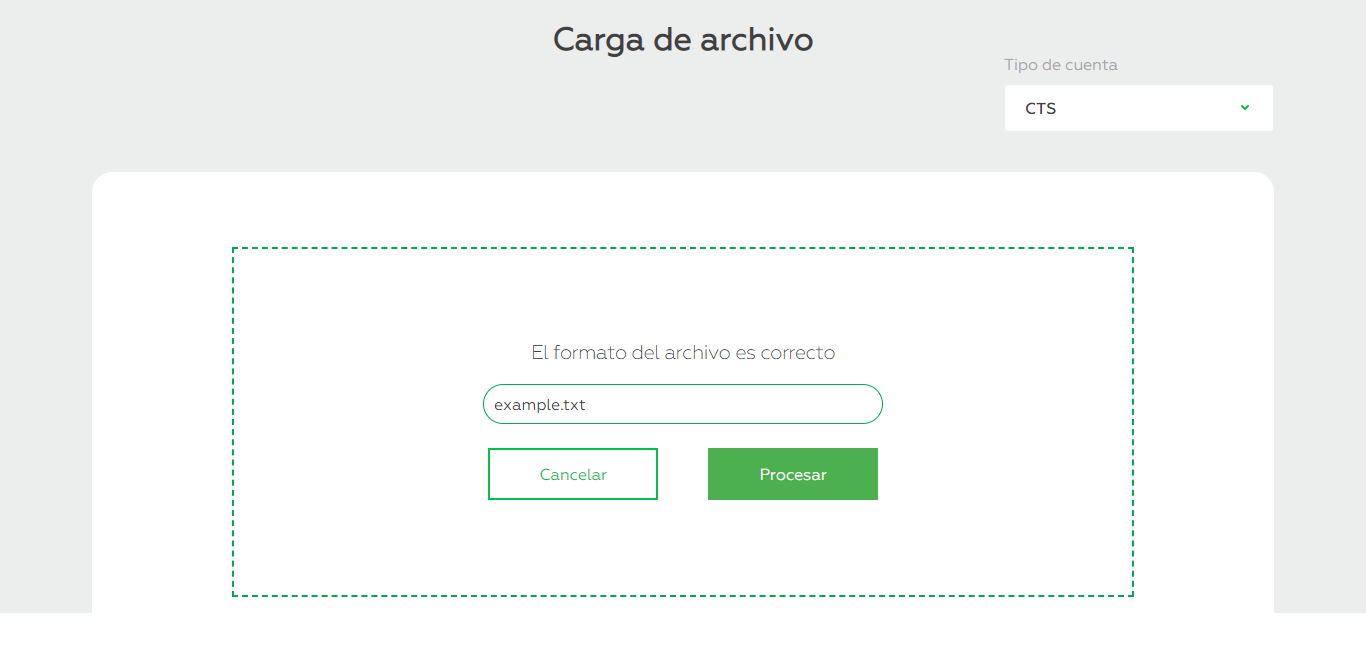 Carga de archivo
Tipo de cuenta
CTS
El formato del archivo es correcto
example.txt
Cancelar
Procesar